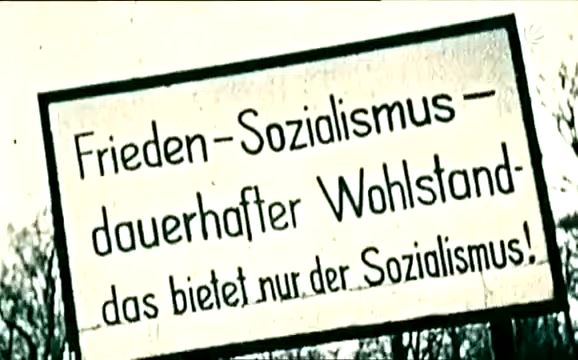 Frieden-Sozialismus-
dauerhafter Wohlstand-
das bietet nur der Sozialismus!